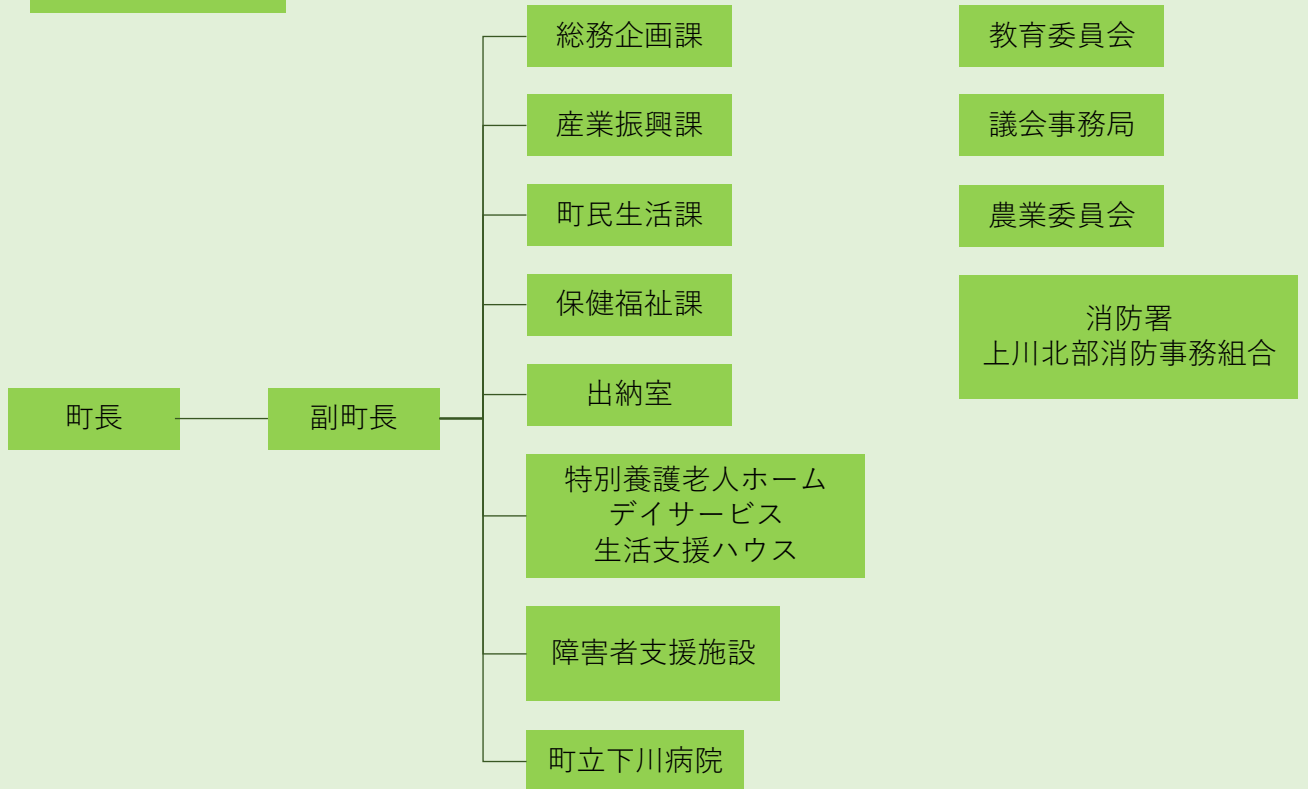 総務企画課
産業振興課
町民生活課
保健福祉課
出納室
町長
副町長
特別養護老人ホーム
デイサービス
生活支援ハウス
障害者支援施設
町立下川病院
教育委員会
議会事務局
農業委員会
消防署
上川北部消防事務組合